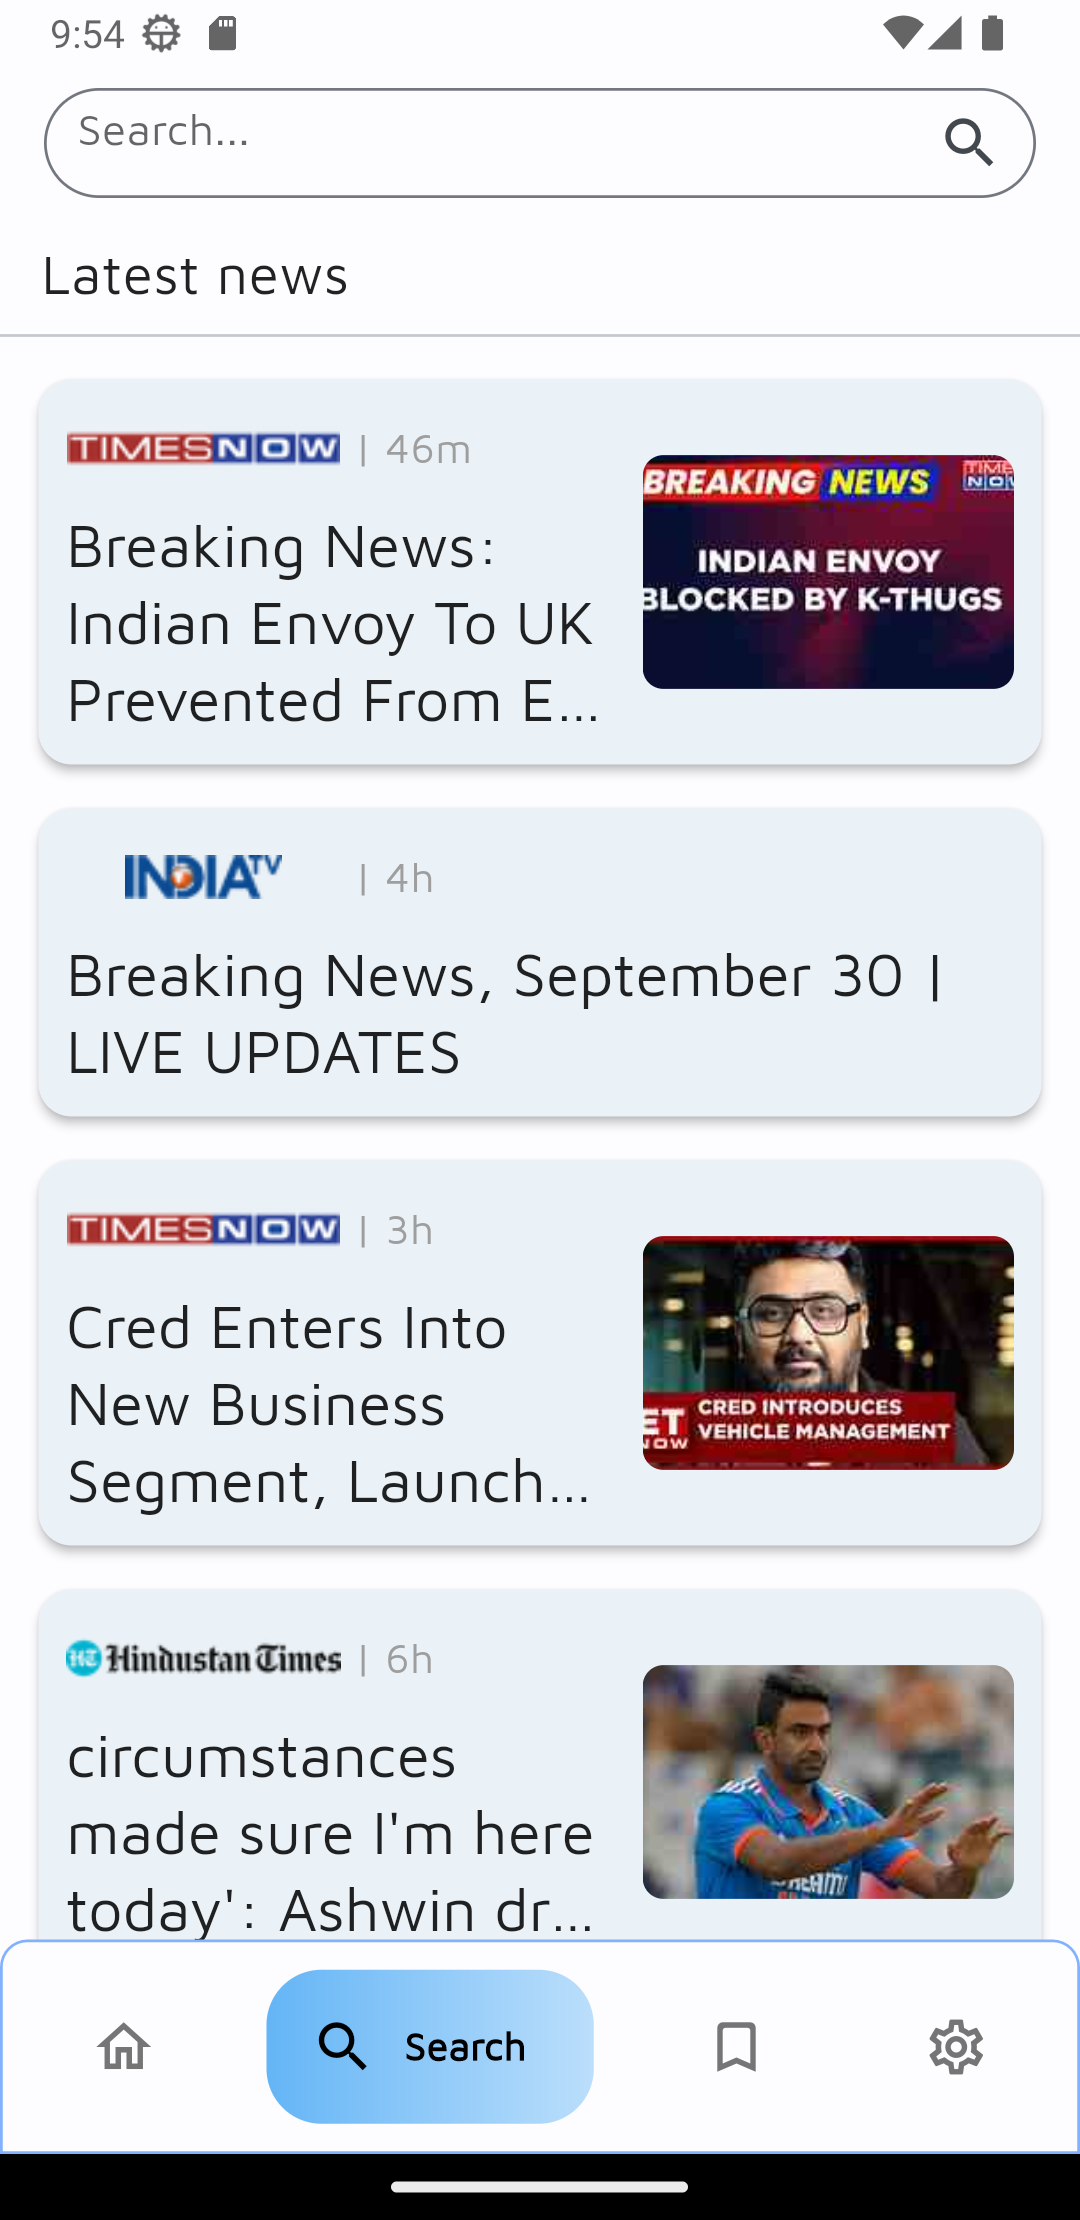 9:54
Search...
Latest news
TIMES NOW | 46m
Breaking News:
Indian Envoy To UK
Prevented From E...
BREAKING NEWS
TIME
NOW
INDIAN ENVOY
BLOCKED BY K-THUGS
INDIA TV | 4h
Breaking News, September 30 |
LIVE UPDATES
TIMES NOW | 3h
Cred Enters Into
New Business
Segment, Launch...
ET
NOW
CRED INTRODUCES
VEHICLE MANAGEMENT
HT Hindustan Times | 6h
circumstances
made sure I'm here
today': Ashwin dr...
Search